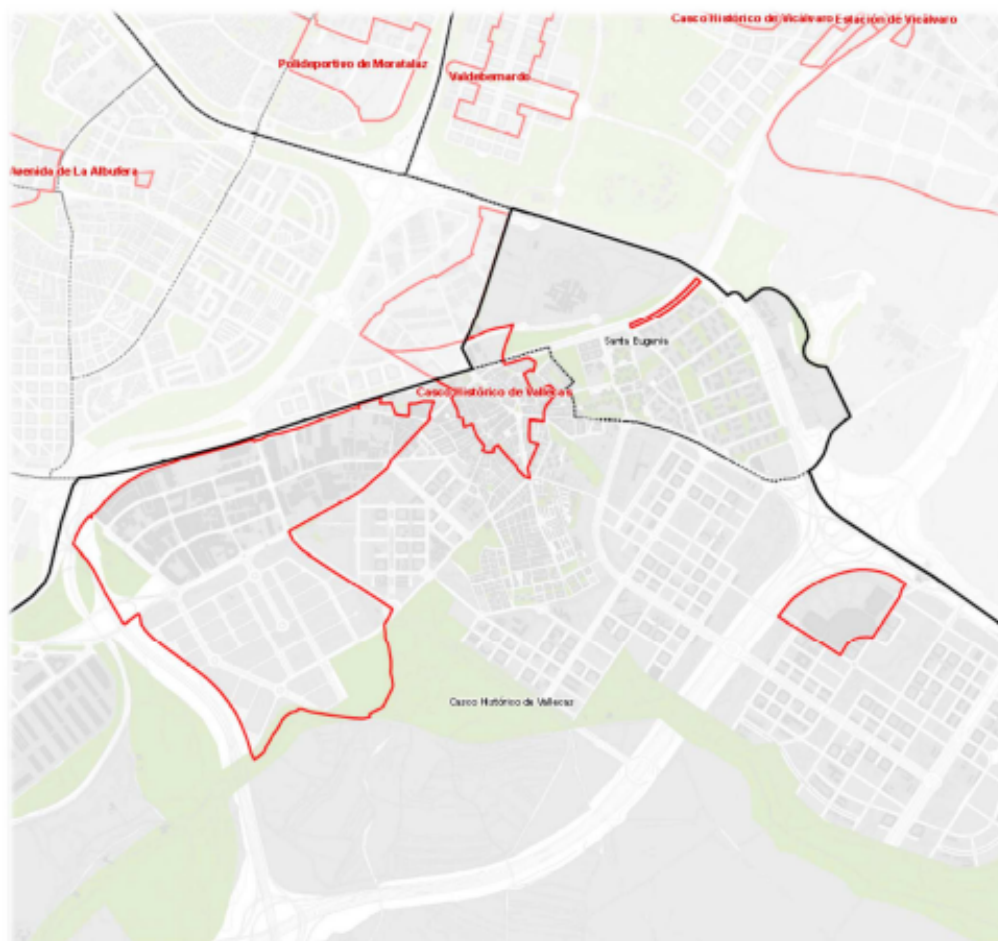 Casco Histórico de Vicálvaro
Estación de Vicálvaro
Polideportivo de Moratalaz
Valdebernardo
Avenida de La Albufera
Santa Eugenia
Casco Histórico de Vallecas
Casco Histórico de Vallecas